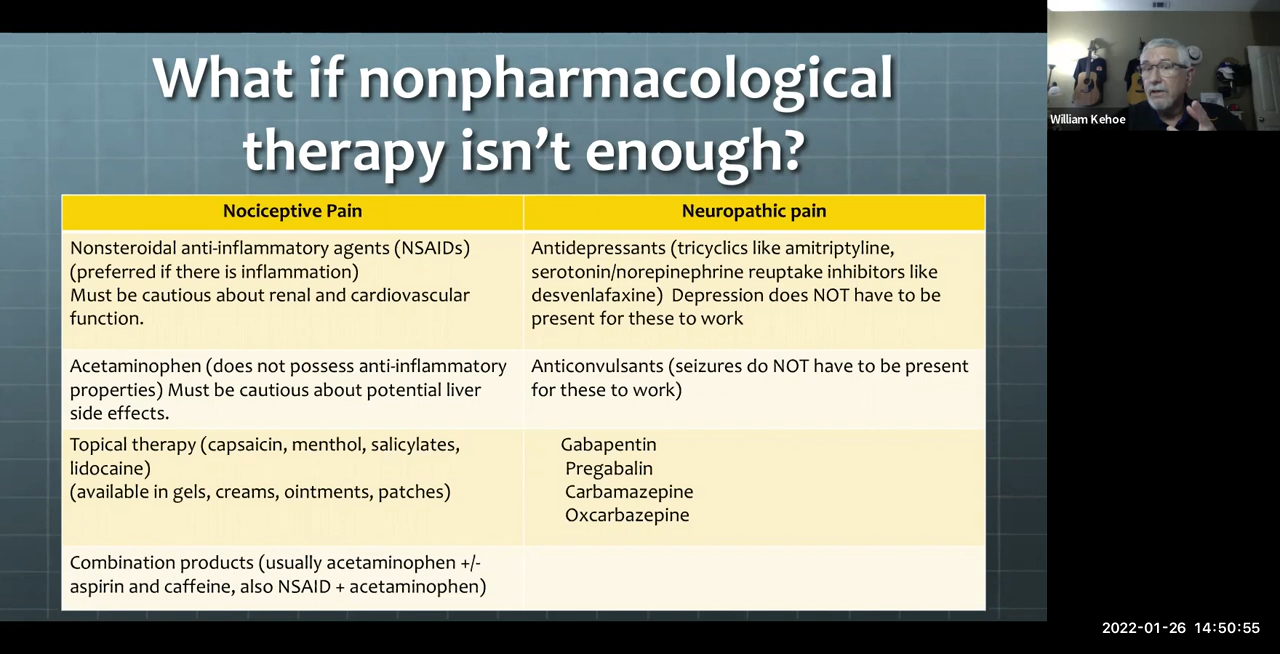 What if nonpharmacological
therapy isn't enough?
William Kehoe
Nociceptive Pain
Neuropathic pain
Nonsteroidal anti-inflammatory agents (NSAIDs)
(preferred if there is inflammation)
Must be cautious about renal and cardiovascular
function.
Antidepressants (tricyclics like amitriptyline,
serotonin/norepinephrine reuptake inhibitors like
desvenlafaxine)  Depression does NOT have to be
present for these to work
Acetaminophen (does not possess anti-inflammatory
properties) Must be cautious about potential liver
side effects.
Anticonvulsants (seizures do NOT have to be present
for these to work)
Topical therapy (capsaicin, menthol, salicylates,
lidocaine)
(available in gels, creams, ointments, patches)
Gabapentin
Pregabalin
Carbamazepine
Oxcarbazepine
Combination products (usually acetaminophen +/-
aspirin and caffeine, also NSAID + acetaminophen)
2022-01-26 14:50:55